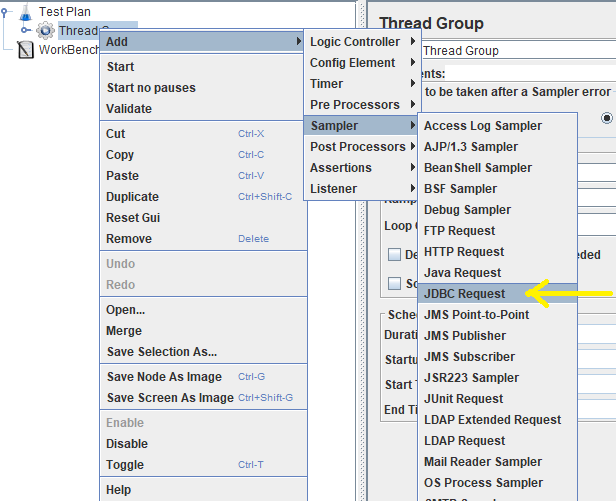 Test Plan
Thread G
WorkBench
Add
Start
Start no pauses
Validate
Cut Ctrl-X
Copy Ctrl-C
Paste Ctrl-V
Duplicate Ctrl+Shift-C
Reset Gui
Remove Delete
Undo
Redo
Open...
Merge
Save Selection As...
Save Node As Image Ctrl-G
Save Screen As Image Ctrl+Shift-G
Enable
Disable
Toggle Ctrl-T
Help
Logic Controller
Config Element
Timer
Pre Processors
Sampler
Post Processors
Assertions
Listener
Access Log Sampler
AJP/1.3 Sampler
BeanShell Sampler
BSF Sampler
Debug Sampler
FTP Request
HTTP Request
Java Request
JDBC Request
JMS Point-to-Point
JMS Publisher
JMS Subscriber
JSR223 Sampler
JUnit Request
LDAP Extended Request
LDAP Request
Mail Reader Sampler
OS Process Sampler
Thread Group
Thread Group
nts:
to be taken after a Sampler error
Loop
De
eded
Sc
Sche
Durati
Startu
Start T
End Ti